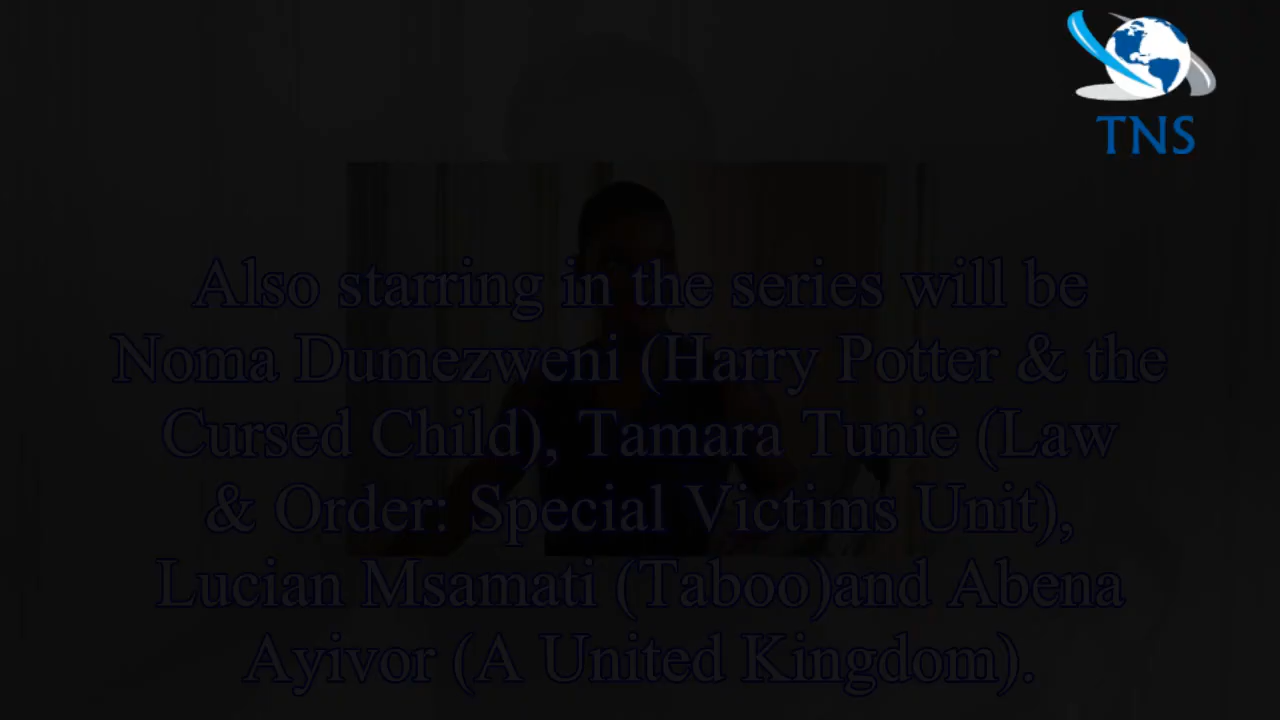 TNS
Also starring in the series will be
Noma Dumezweni (Harry Potter & the
Cursed Child), Tamara Tunie (Law
& Order: Special Victims Unit),
Lucian Msamati (Taboo)and Abena
Ayivor (A United Kingdom).